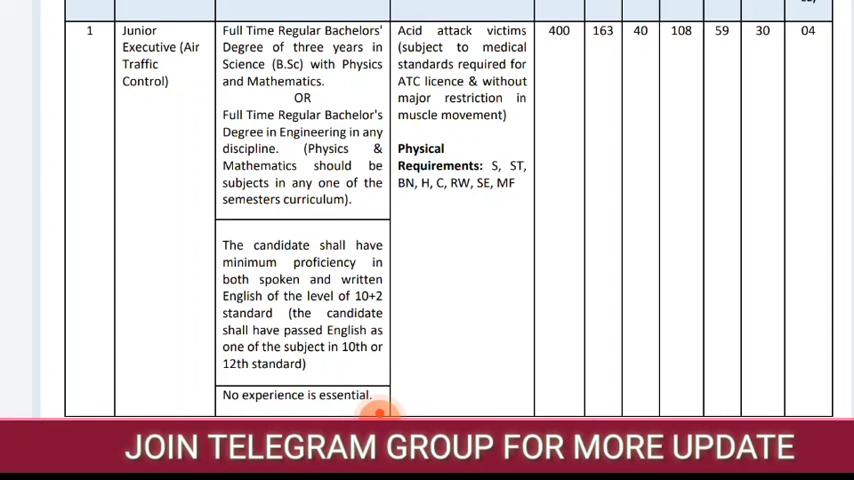 1
Junior
Executive (Air
Traffic
Control)
Full Time Regular Bachelors'
Degree of three years in
Science (B.Sc) with Physics
and Mathematics.
OR
Full Time Regular Bachelor's
Degree in Engineering in any
discipline. (Physics &
Mathematics should be
subjects in any one of the
semesters curriculum).
The candidate shall have
minimum proficiency in
both spoken and written
English of the level of 10+2
standard (the candidate
shall have passed English as
one of the subject in 10th or
12th standard)
No experience is essential.
Acid attack victims
(subject to medical
standards required for
ATC licence & without
major restriction in
muscle movement)
Physical
Requirements: S, ST,
BN, H, C, RW, SE, MF
400
163
40
108
59
30
04
JOIN TELEGRAM GROUP FOR MORE UPDATE